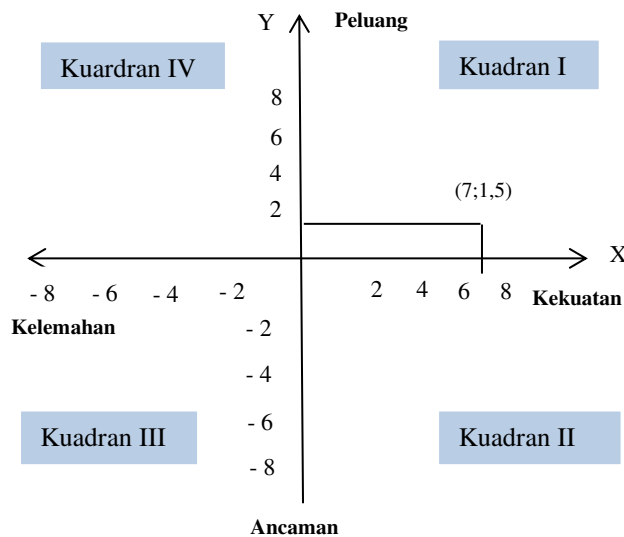 Y Peluang
Kuardran IV
Kuadran I
8
6
4
2
(7;1,5)
X
- 8 - 6 - 4 - 2 2 4 6 8 Kekuatan
Kelemahan
- 2
- 4
- 6
- 8
Kuadran III
Kuadran II
Ancaman